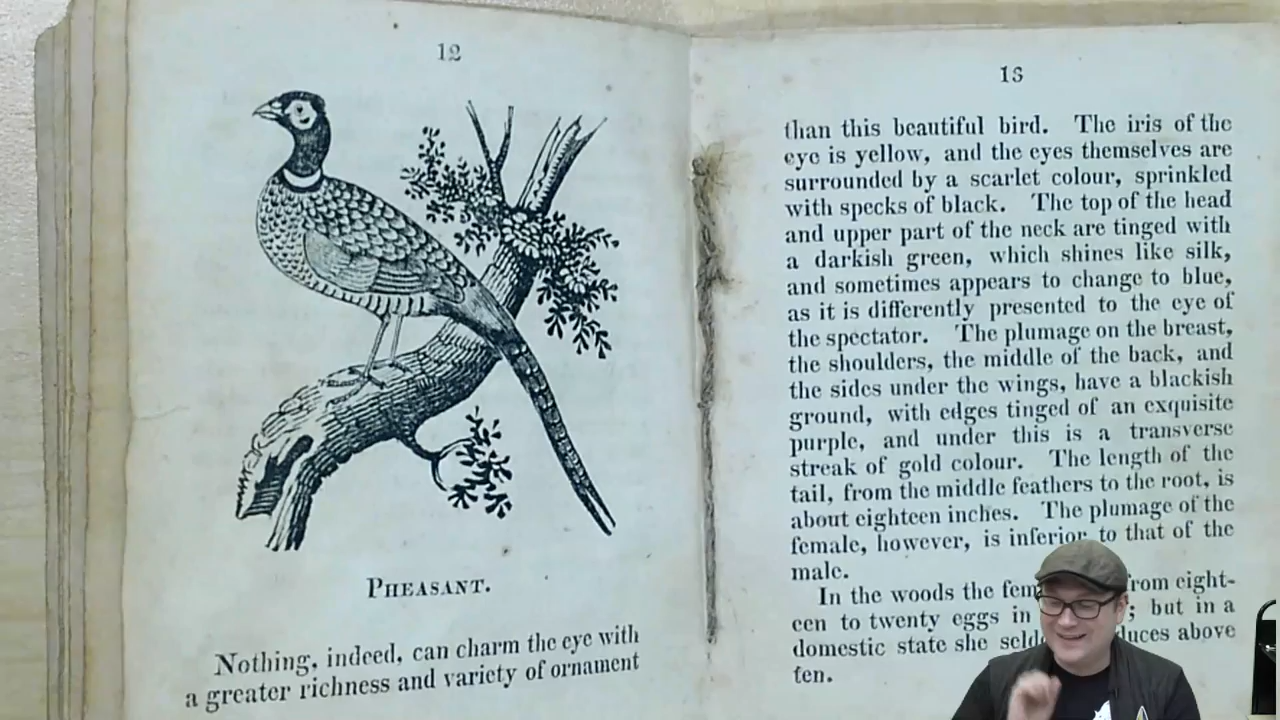 12
PHEASANT.
Nothing, indeed, can charm the eye with
a greater richness and variety of ornament
13
than this beautiful bird. The iris of the
eye is yellow, and the eyes themselves are
surrounded by a scarlet colour, sprinkled
with specks of black. The top of the head
and upper part of the neck are tinged with
a darkish green, which shines like silk,
and sometimes appears to change to blue,
as it is differently presented to the eye of
the spectator. The plumage on the breast,
the shoulders, the middle of the back, and
the sides under the wings, have a blackish
ground, with edges tinged of an exquisite
purple, and under this is a transverse
streak of gold colour. The length of the
tail, from the middle feathers to the root, is
about eighteen inches. The plumage of the
female, however, is inferior to that of the
male.
In the woods the from eight-
een to twenty eggs in ; but in a
domestic state she above
ten.